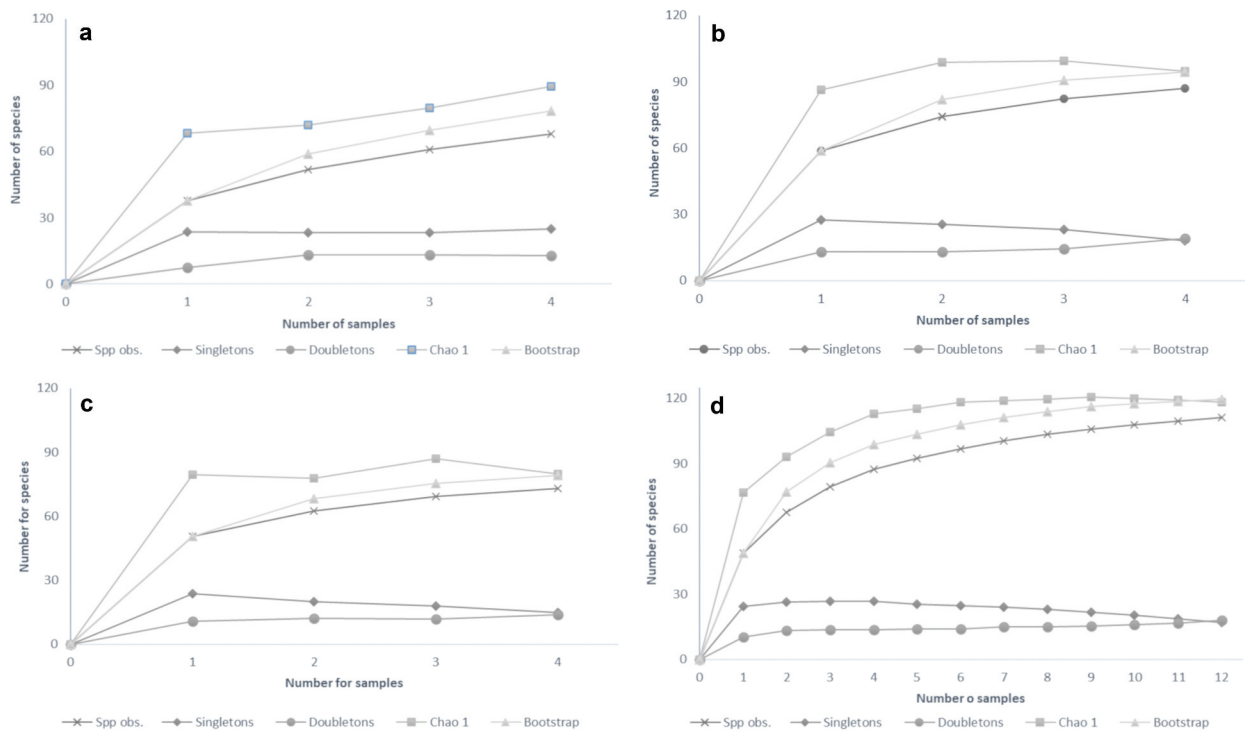 a
120
90
60
30
0
Number of species
0 1 2 3 4
Number of samples
Spp obs. Singletons Doubletons Chao 1 Bootstrap
b
120
90
60
30
0
Number of species
0 1 2 3 4
Number of samples
Spp obs. Singletons Doubletons Chao 1 Bootstrap
c
120
90
60
30
0
Number for species
0 1 2 3 4
Number for samples
Spp obs. Singletons Doubletons Chao 1 Bootstrap
d
120
90
60
30
0
Number of species
0 1 2 3 4 5 6 7 8 9 10 11 12
Number o samples
Spp obs. Singletons Doubletons Chao 1 Bootstrap